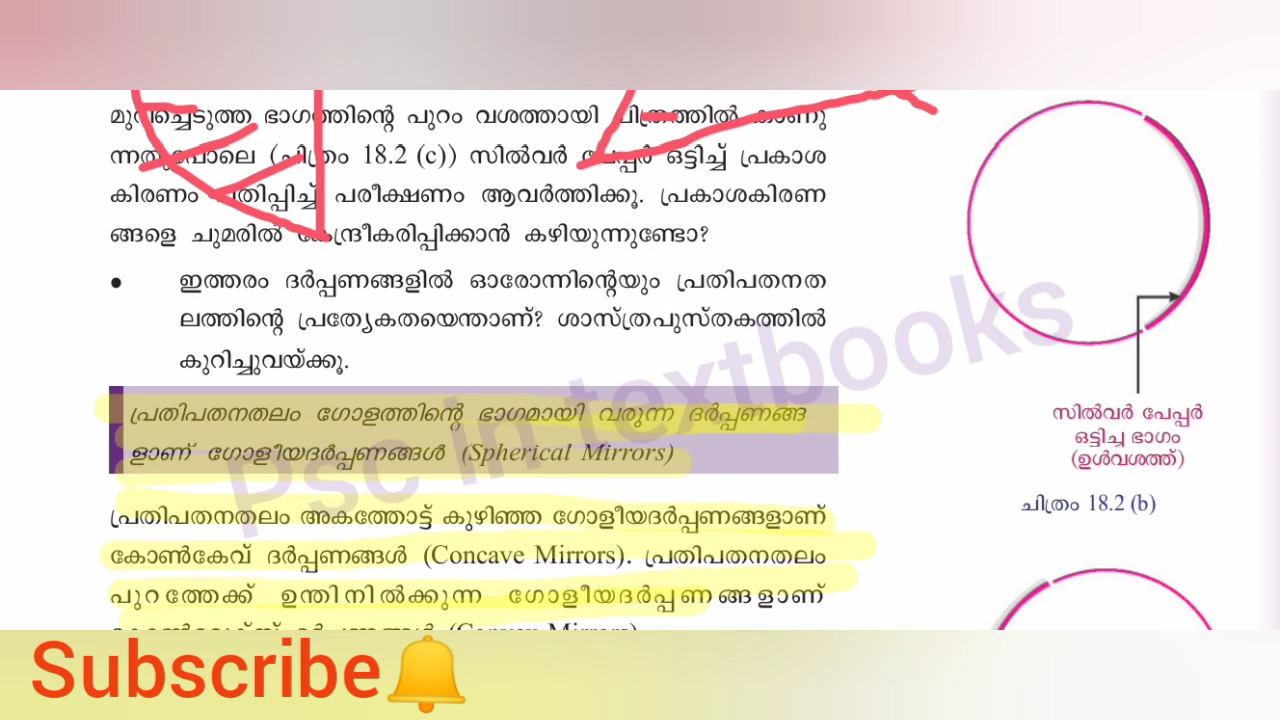 മുറിച്ചെടുത്ത ഭാഗത്തിന്റെ പുറം വശത്തായി ചിത്രത്തിൽ കാണു
ന്നതുപോലെ (ചിത്രം 18.2 (c)) സിൽവർ പേപ്പർ ഒട്ടിച്ച് പ്രകാശ
കിരണം പതിപ്പിച്ച് പരീക്ഷണം ആവർത്തിക്കൂ. പ്രകാശകിരണ
ങ്ങളെ ചുമരിൽ കേന്ദ്രീകരിപ്പിക്കാൻ കഴിയുന്നുണ്ടോ?
• ഇത്തരം ദർപ്പണങ്ങളിൽ ഓരോന്നിന്റെയും പ്രതിപതനത
ലത്തിന്റെ പ്രത്യേകതയെന്താണ്? ശാസ്ത്രപുസ്തകത്തിൽ
കുറിച്ചുവയ്ക്കൂ.
പ്രതിപതനതലം ഗോളത്തിന്റെ ഭാഗമായി വരുന്ന ദർപ്പണങ്ങ
ളാണ് ഗോളീയദർപ്പണങ്ങൾ (Spherical Mirrors)
പ്രതിപതനതലം അകത്തോട്ട് കുഴിഞ്ഞ ഗോളീയദർപ്പണങ്ങളാണ്
കോൺകേവ് ദർപ്പണങ്ങൾ (Concave Mirrors). പ്രതിപതനതലം
പുറത്തേക്ക് ഉന്തിനിൽക്കുന്ന ഗോളീയദർപ്പണങ്ങളാണ്
സിൽവർ പേപ്പർ
ഒട്ടിച്ച ഭാഗം
(ഉൾവശത്ത്)
ചിത്രം 18.2 (b)
Psc in textbooks
Subscribe